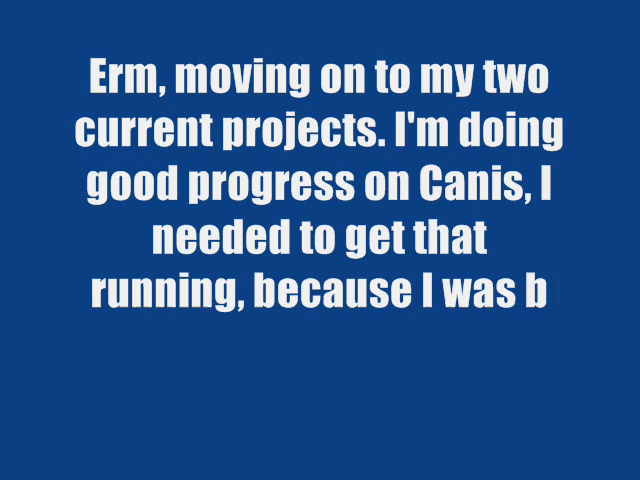 Erm, moving on to my two
current projects. I'm doing
good progress on Canis, I
needed to get that
running, because I was b